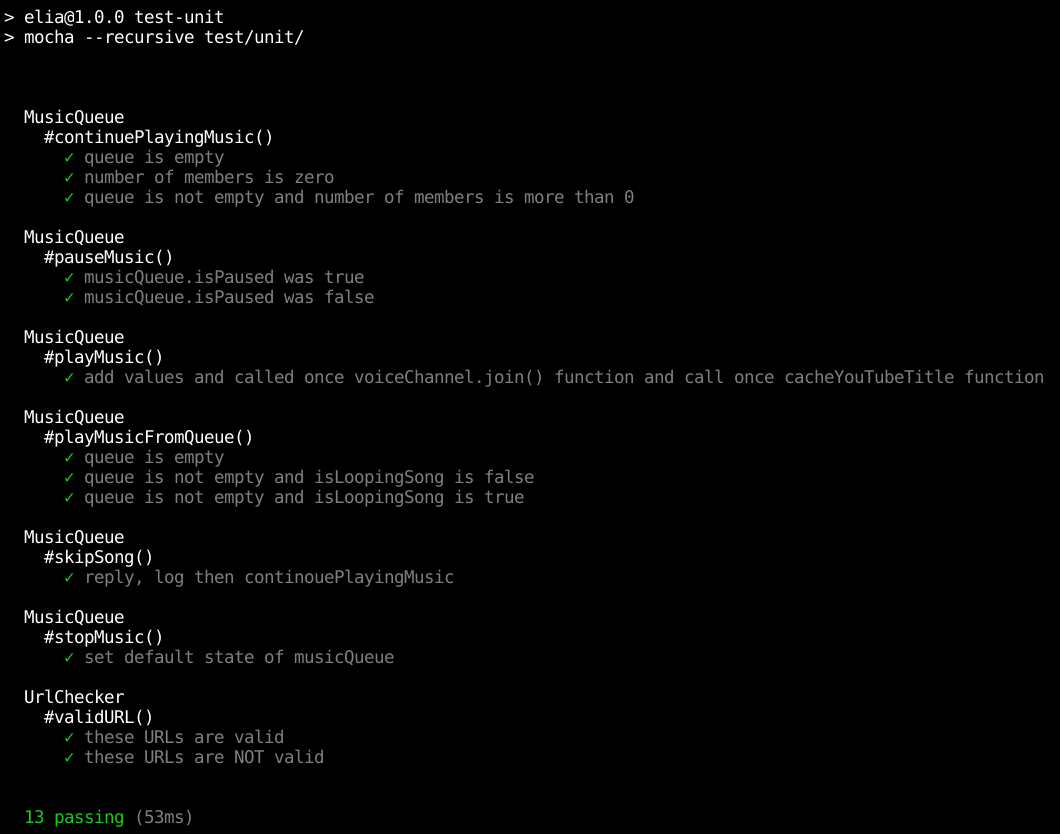 > elia@1.0.0 test-unit
> mocha --recursive test/unit/
MusicQueue
#continuePlayingMusic()
✓ queue is empty
✓ number of members is zero
✓ queue is not empty and number of members is more than 0
MusicQueue
#pauseMusic()
✓ musicQueue.isPaused was true
✓ musicQueue.isPaused was false
MusicQueue
#playMusic()
✓ add values and called once voiceChannel.join() function and call once cacheYouTubeTitle function
MusicQueue
#playMusicFromQueue()
✓ queue is empty
✓ queue is not empty and isLoopingSong is false
✓ queue is not empty and isLoopingSong is true
MusicQueue
#skipSong()
✓ reply, log then continouePlayingMusic
MusicQueue
#stopMusic()
✓ set default state of musicQueue
UrlChecker
#validURL()
✓ these URLs are valid
✓ these URLs are NOT valid
13 passing (53ms)